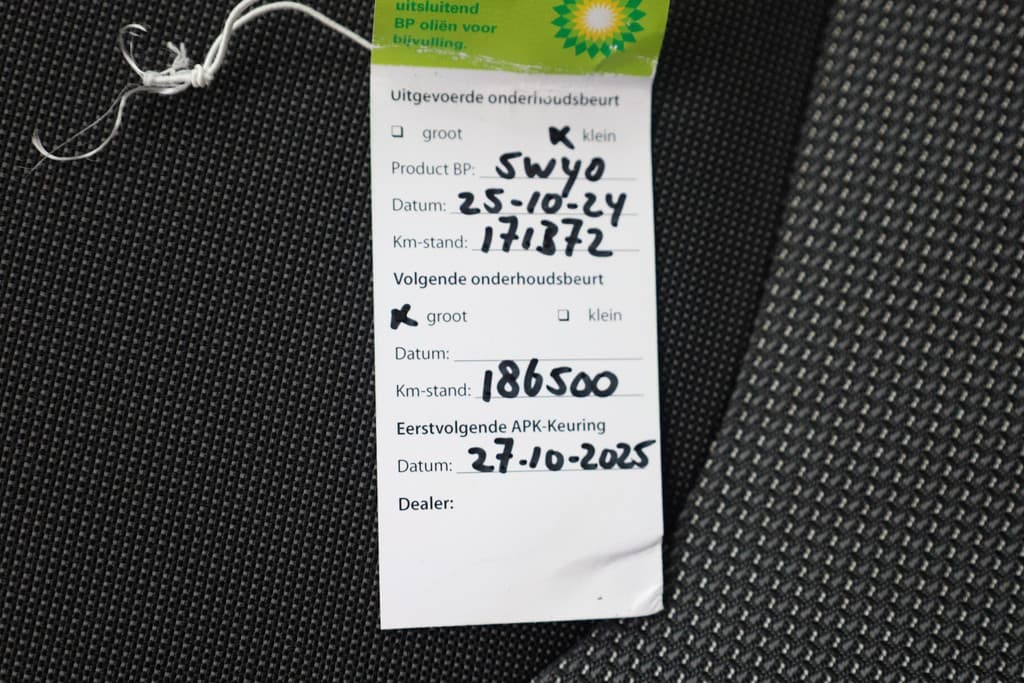 uitsluitend
BP oliën voor
bijvulling.
Uitgevoerde onderhoudsbeurt
groot klein
Product BP: 5W40
Datum: 25-10-24
Km-stand: 171372
Volgende onderhoudsbeurt
groot klein
Datum:
Km-stand: 186500
Eerstvolgende APK-Keuring
Datum: 27-10-2025
Dealer: